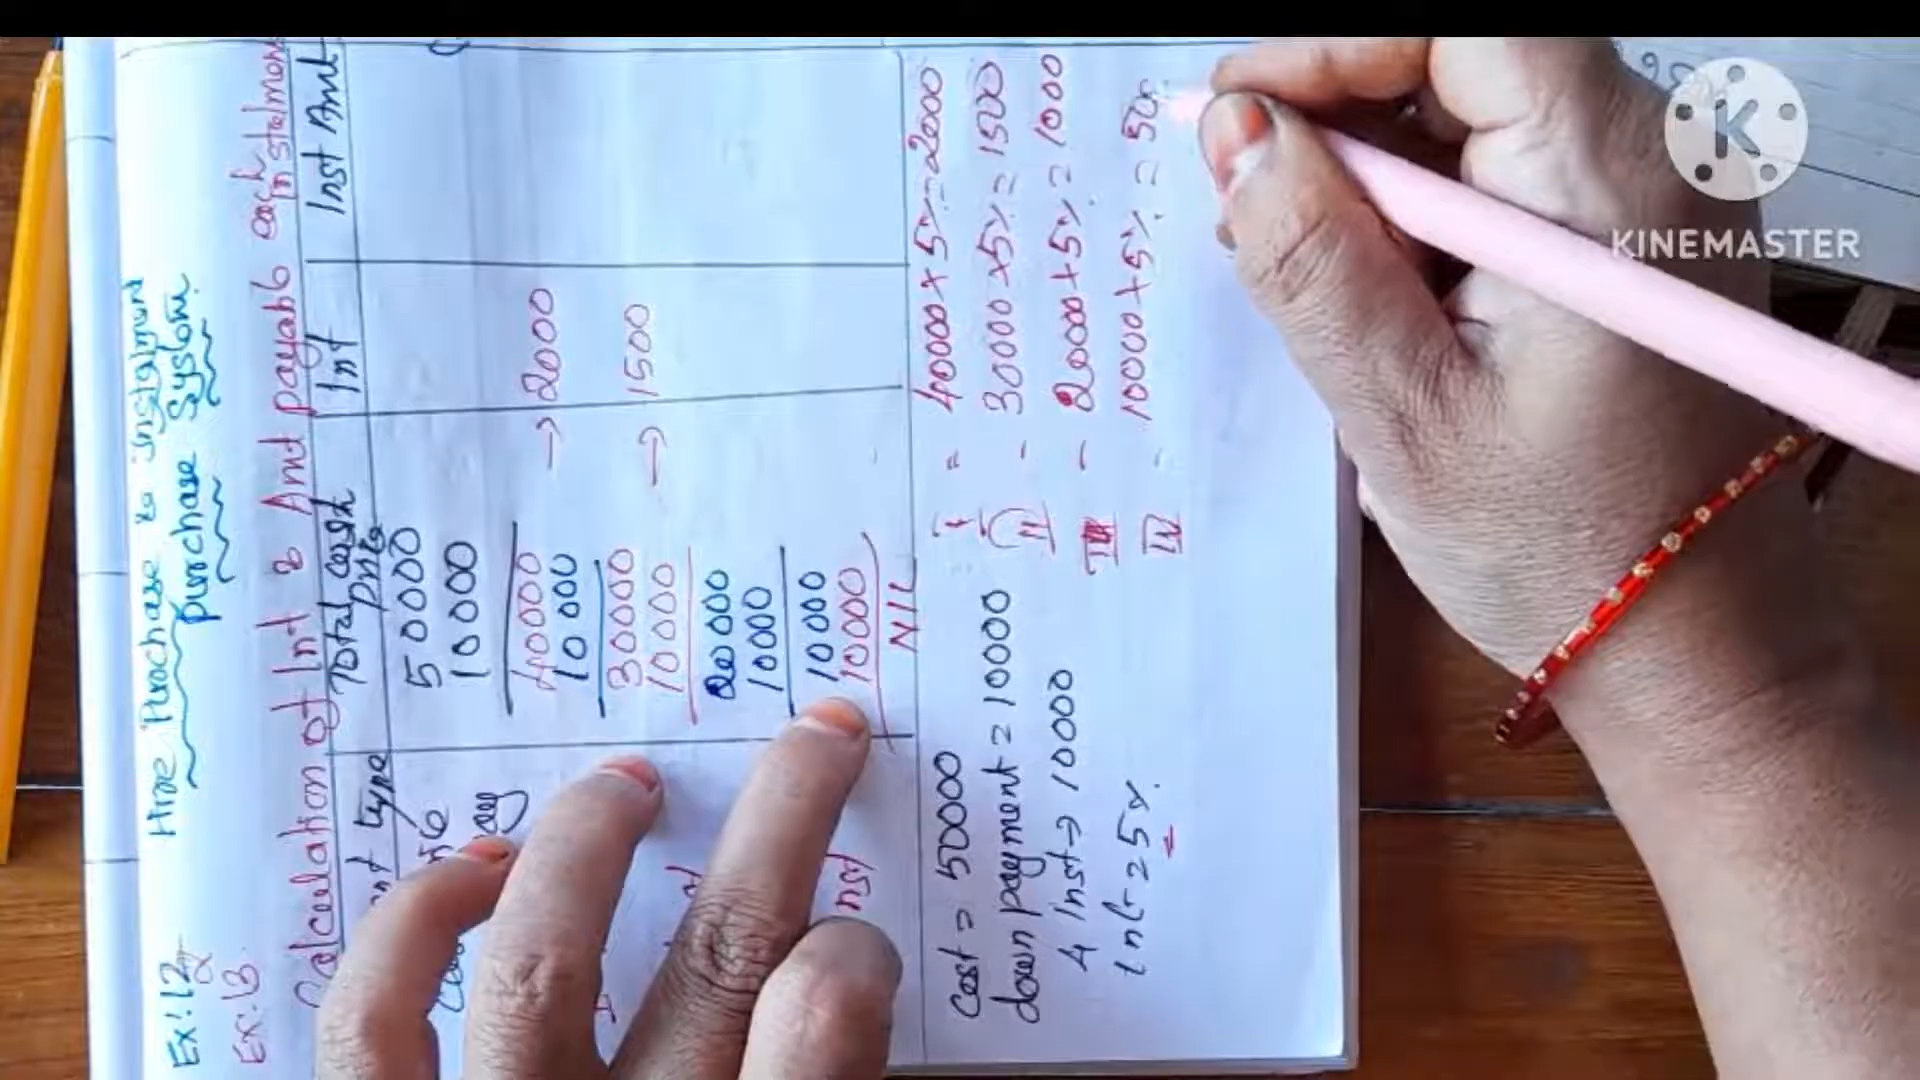 Ex: 12 Hire Purchase & Instalment
Ex: 13 purchase System
Calculation of Int & Amt payable each Instalment
type Total cash price Int Inst Amt
50000
10000
40000 → 2000
10000
30000 → 1500
10000
20000
10000
10000
10000
NIL
Cost = 50000
down payment = 10000
4 Inst → 10000
Int = 5%
I = 40000 x 5% = 2000
II - 30000 x 5% = 1500
III - 20000 x 5% = 1000
IV - 10000 x 5% = 50
K
KINEMASTER